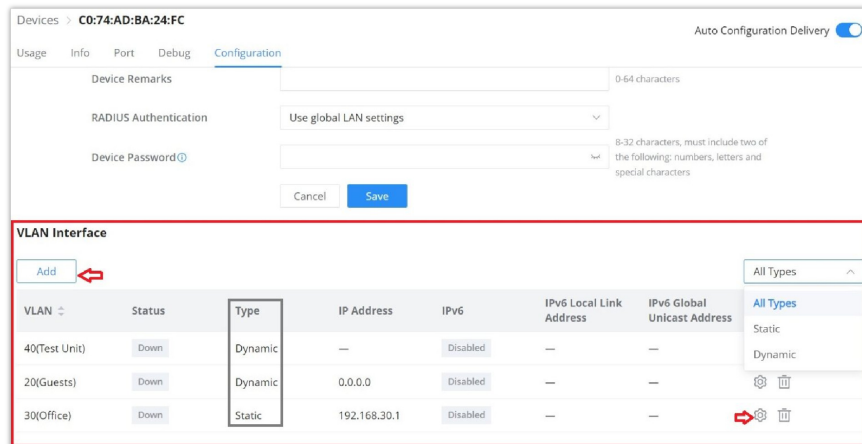 Devices > C0:74:AD:BA:24:FC
Auto Configuration Delivery
Usage Info Port Debug Configuration
Device Remarks
0-64 characters
RADIUS Authentication
Use global LAN settings
Device Password
8-32 characters, must include two of
the following: numbers, letters and
special characters
Cancel Save
VLAN Interface
Add
All Types
VLAN Status Type IP Address IPv6 IPv6 Local Link Address IPv6 Global Unicast Address
All Types
Static
Dynamic
40(Test Unit) Down Dynamic — Disabled — —
20(Guests) Down Dynamic 0.0.0.0 Disabled — —
30(Office) Down Static 192.168.30.1 Disabled — —